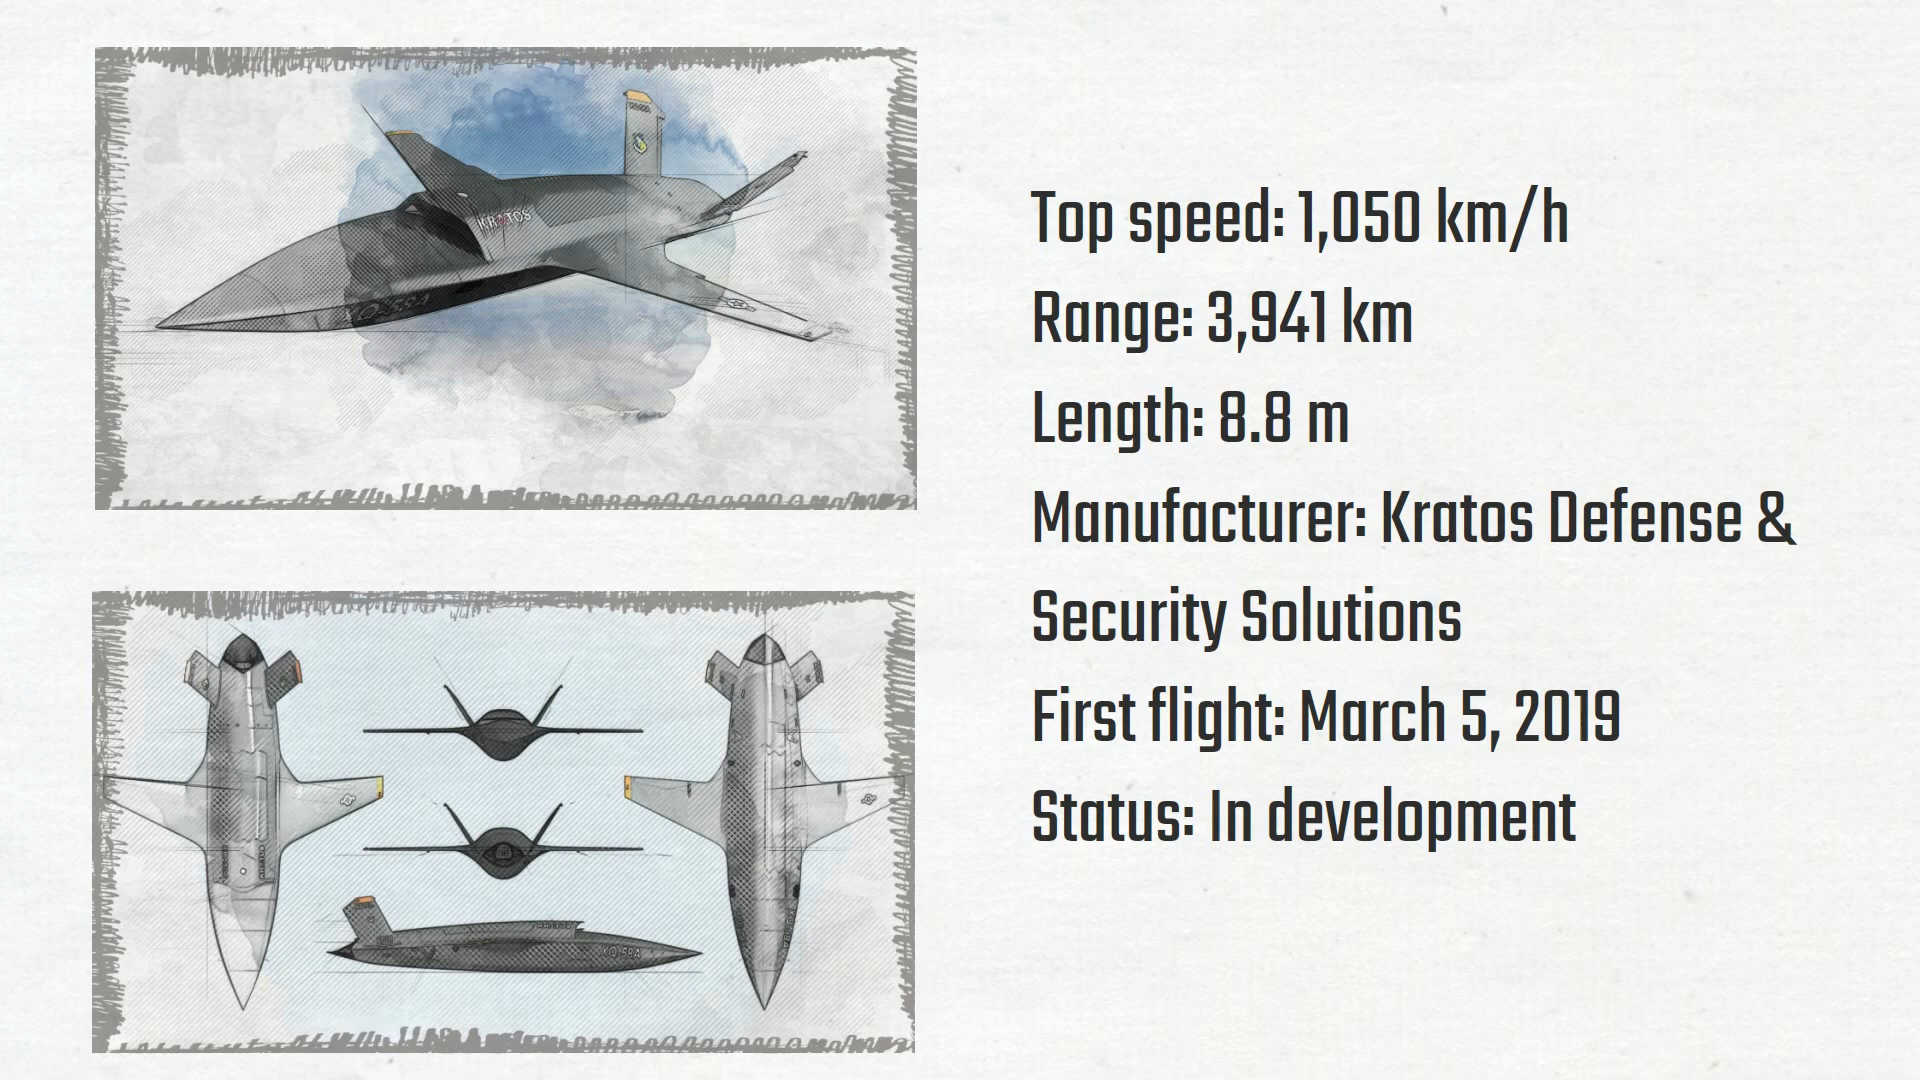 KRATOS
XQ-58A
Top speed: 1,050 km/h
Range: 3,941 km
Length: 8.8 m
Manufacturer: Kratos Defense &
Security Solutions
First flight: March 5, 2019
Status: In development
XQ-58A